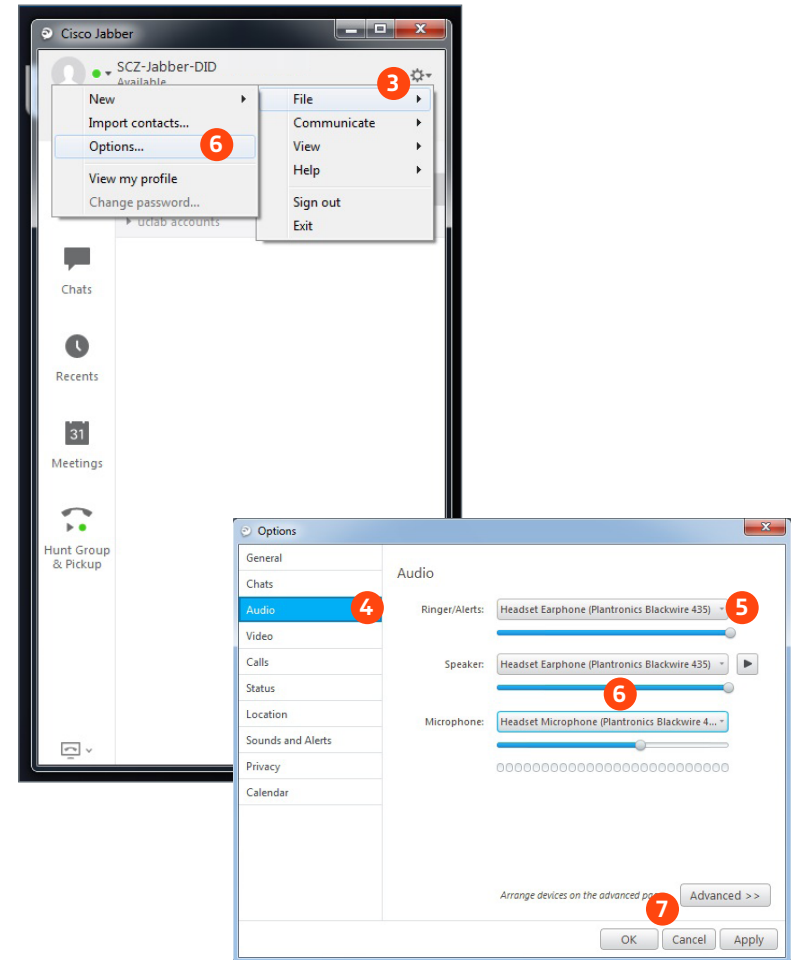 Cisco Jabber
SCZ-Jabber-DID
Available
3
New
Import contacts...
Options...
6
View my profile
Change password...
File
Communicate
View
Help
Sign out
Exit
uclab accounts
Chats
Recents
31
Meetings
Hunt Group
& Pickup
Options
General
Chats
Audio
4
Video
Calls
Status
Location
Sounds and Alerts
Privacy
Calendar
Audio
Ringer/Alerts:
Headset Earphone (Plantronics Blackwire 435)
5
Speaker:
Headset Earphone (Plantronics Blackwire 435)
6
Microphone:
Headset Microphone (Plantronics Blackwire 4...
Arrange devices on the advanced
Advanced >>
7
OK
Cancel
Apply